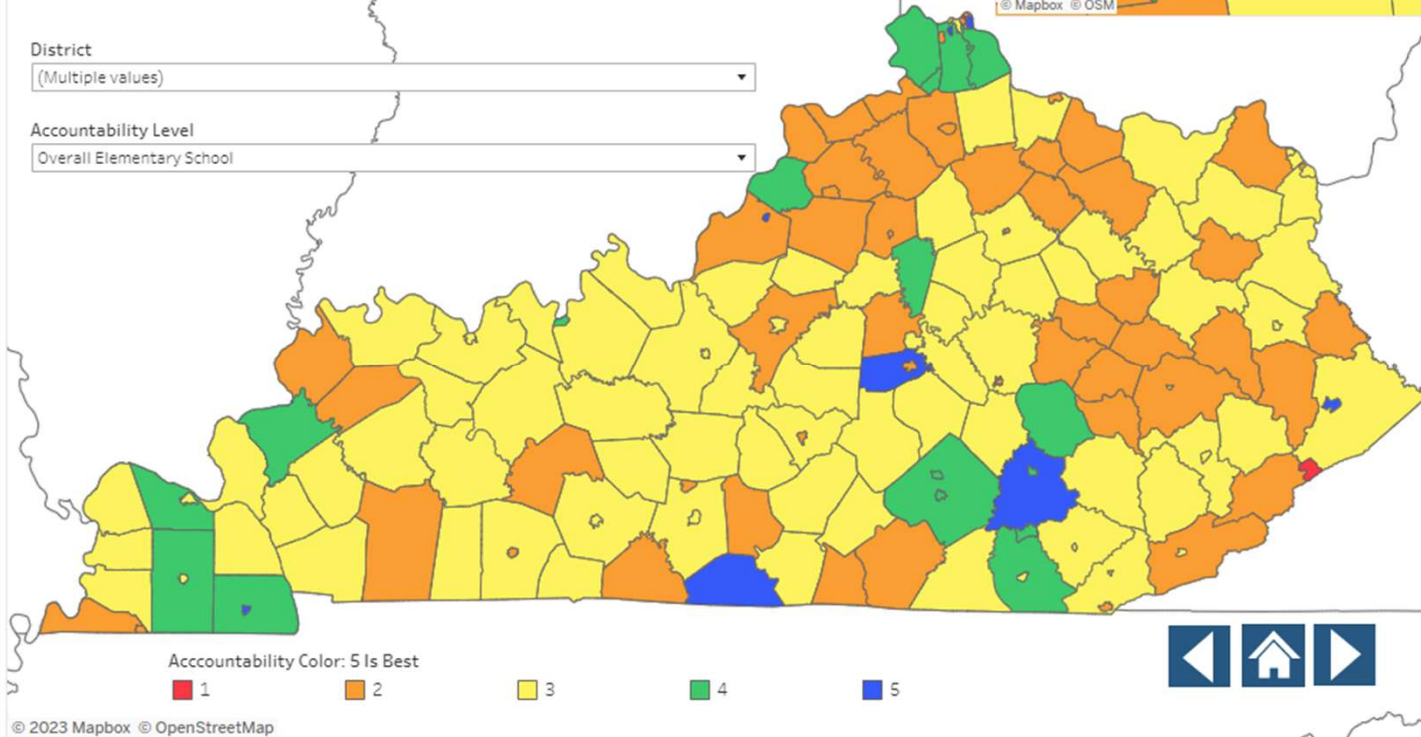 © Mapbox © OSM
District
(Multiple values)
Accountability Level
Overall Elementary School
Acccountability Color: 5 Is Best
1 2 3 4 5
© 2023 Mapbox © OpenStreetMap